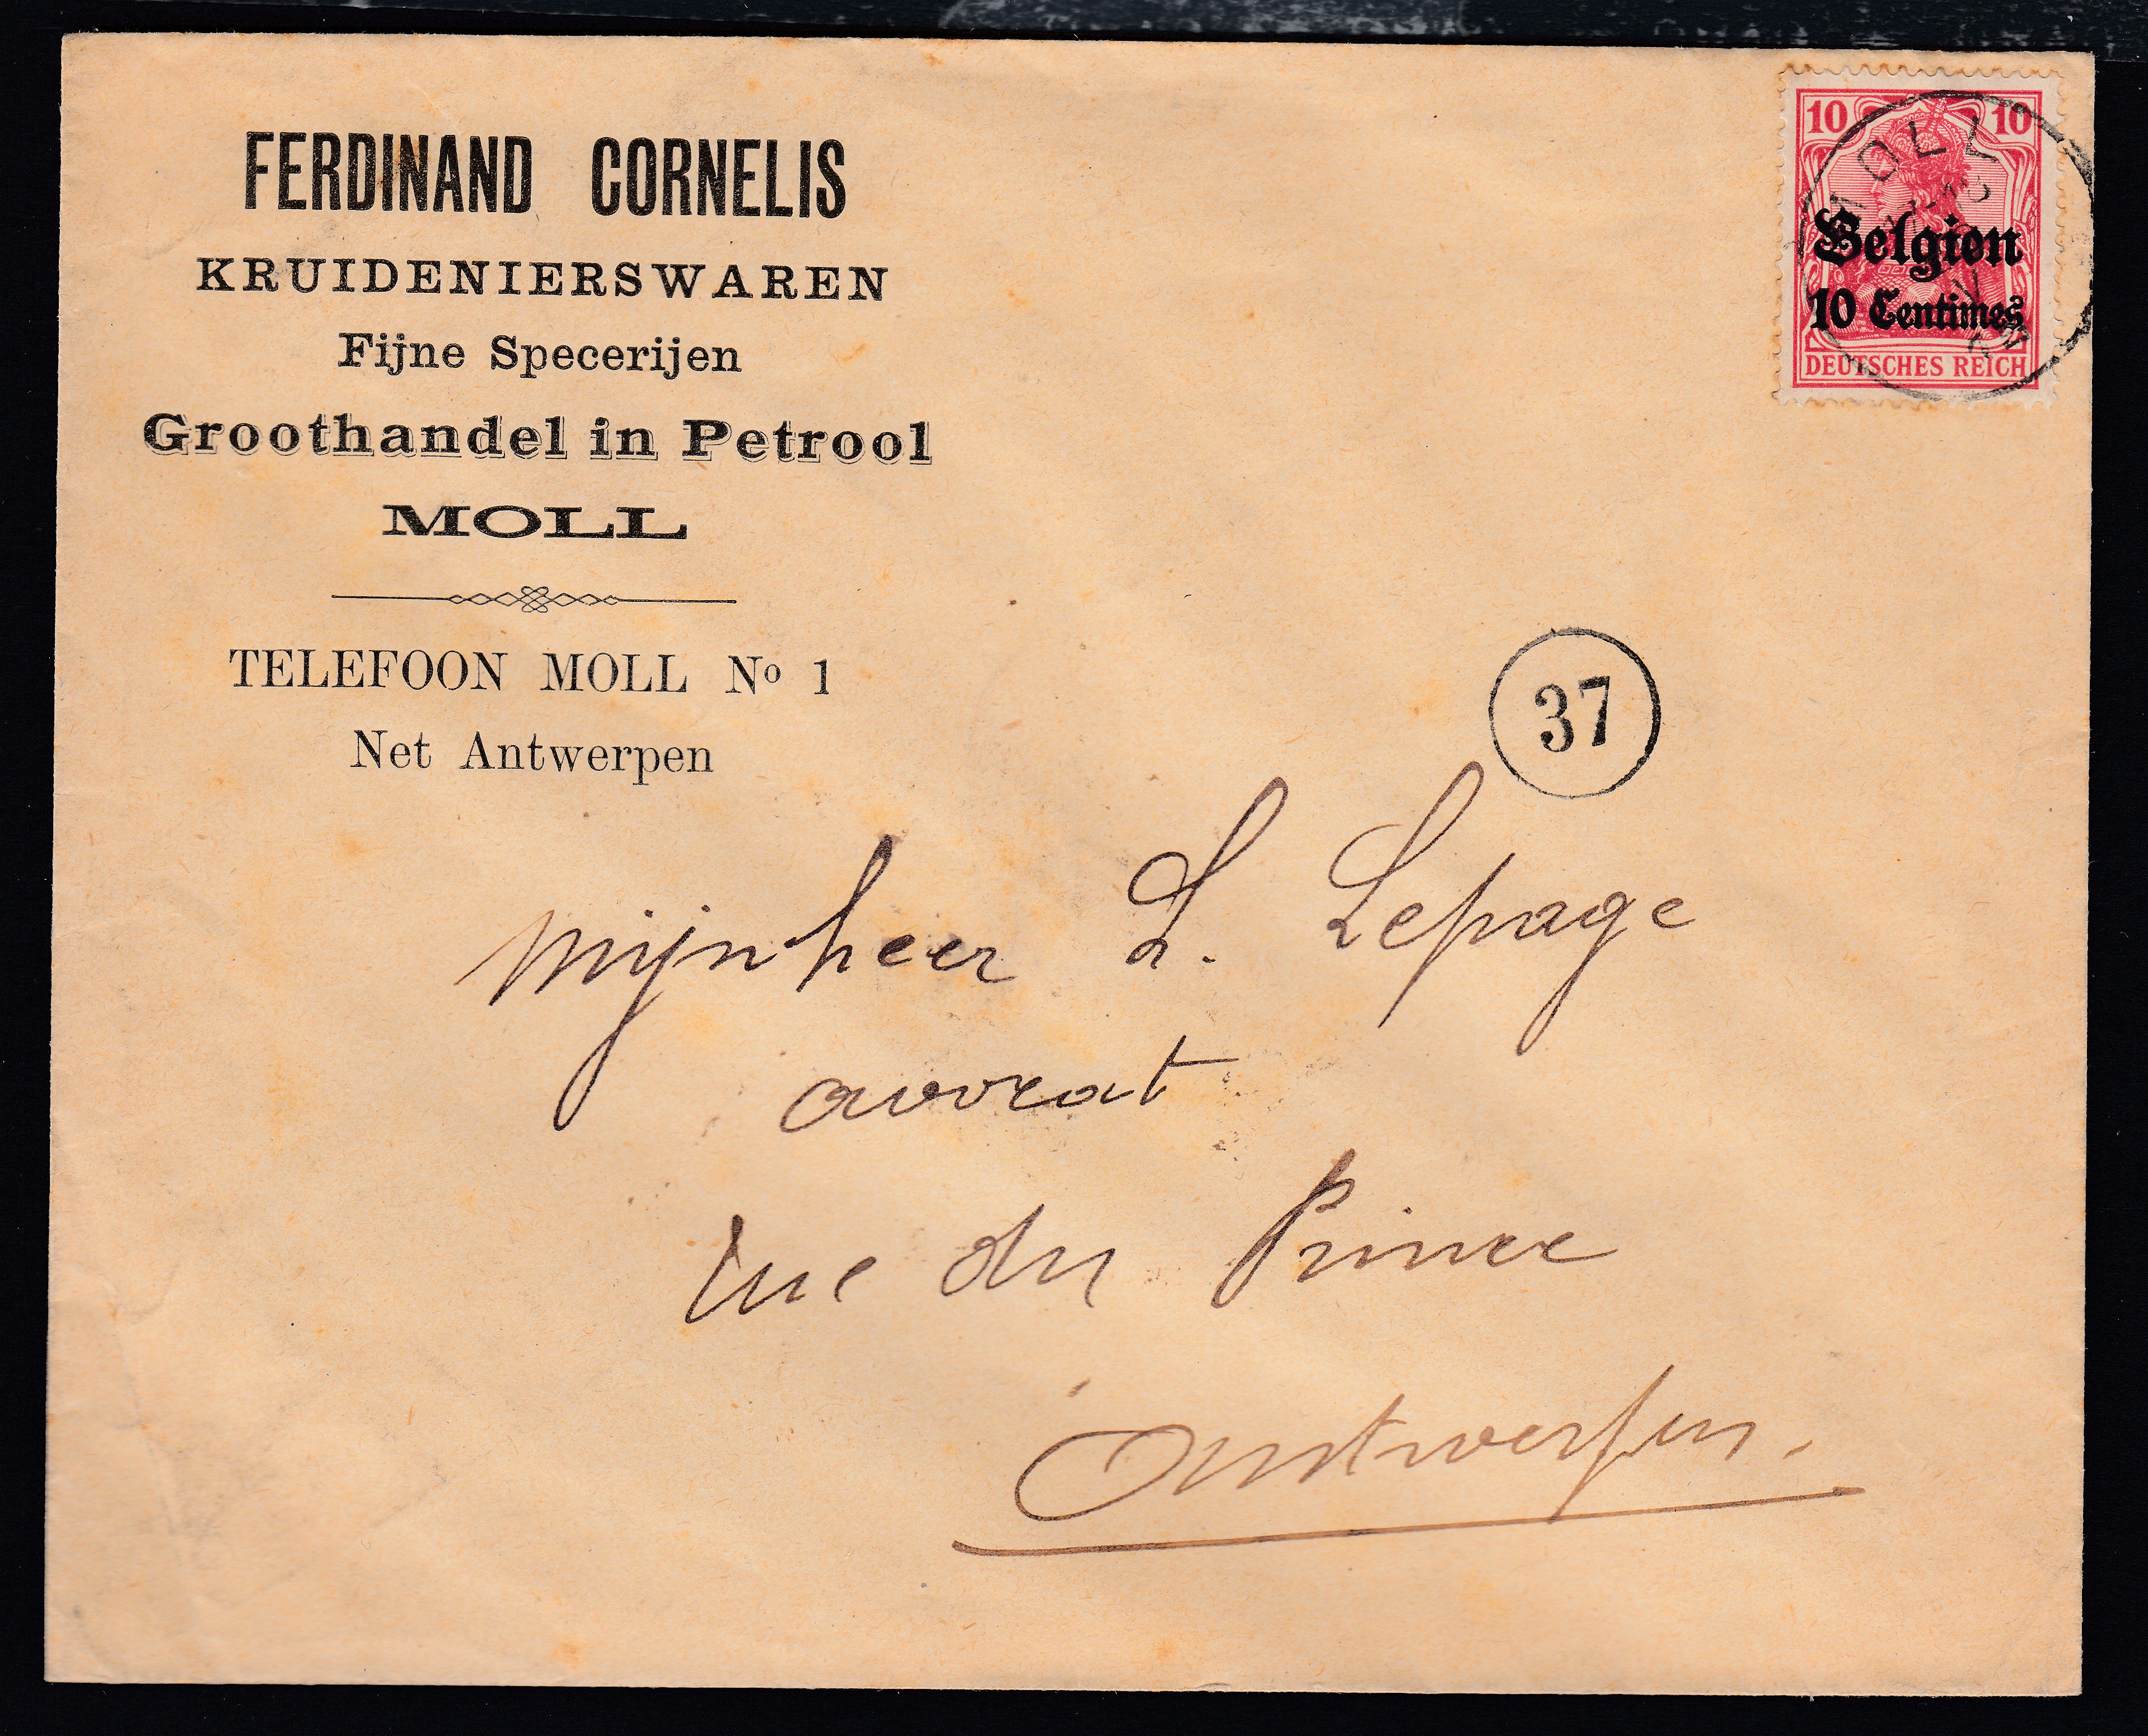 FERDINAND CORNELIS
KRUIDENIERSWAREN
Fijne Specerijen
Groothandel in Petrool
MOLL
TELEFOON MOLL No 1
Net Antwerpen
10 10
MOLL
Belgien
10 Centimes
DEUTSCHES REICH
37
Mijnheer L. Lepage
avocat
rue du Prince
Antwerpen.